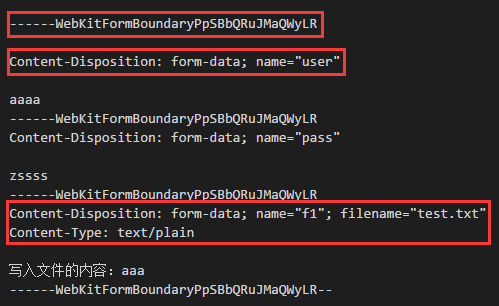 ------WebKitFormBoundaryPpSBbQRuJMaQWyLR
Content-Disposition: form-data; name="user"
aaaa
------WebKitFormBoundaryPpSBbQRuJMaQWyLR
Content-Disposition: form-data; name="pass"
zssss
------WebKitFormBoundaryPpSBbQRuJMaQWyLR
Content-Disposition: form-data; name="f1"; filename="test.txt"
Content-Type: text/plain
写入文件的内容：aaa
------WebKitFormBoundaryPpSBbQRuJMaQWyLR--